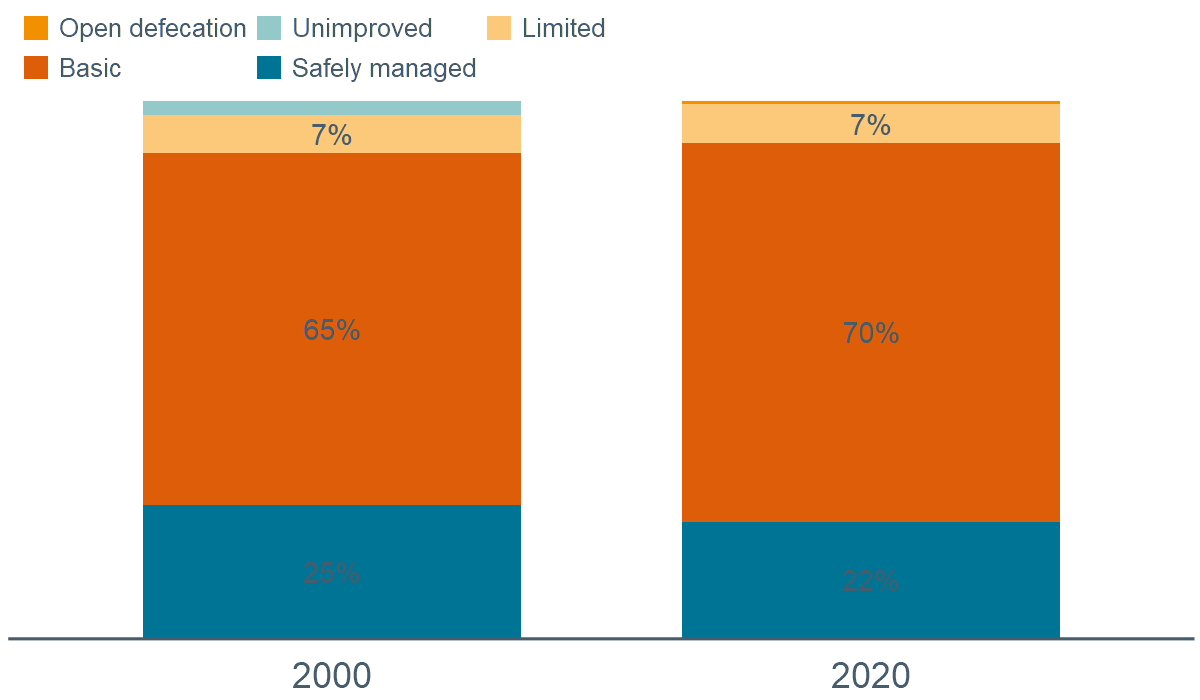 Open defecation Unimproved Limited
Basic Safely managed
7% 7%
65% 70%
25% 22%
2000 2020